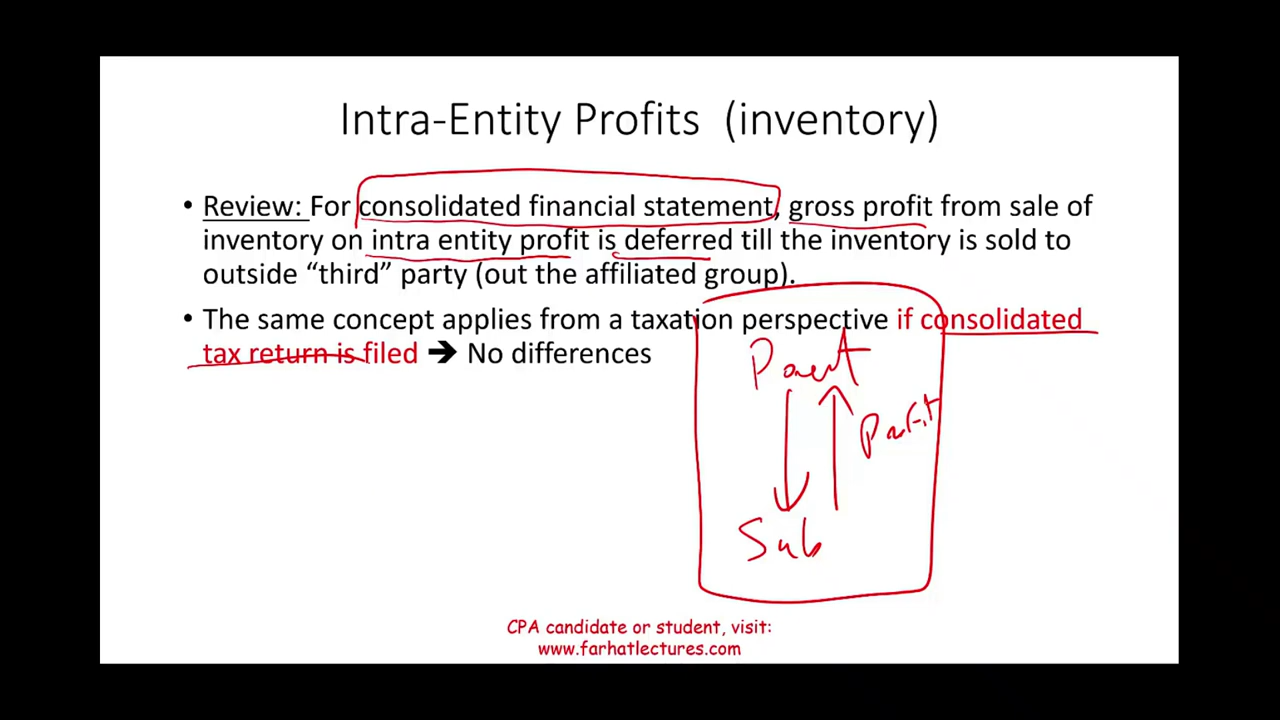 Intra-Entity Profits (inventory)
• Review: For consolidated financial statement, gross profit from sale of
inventory on intra entity profit is deferred till the inventory is sold to
outside “third” party (out the affiliated group).
• The same concept applies from a taxation perspective if consolidated
tax return is filed ➔ No differences
Parent
Profit
Sub
CPA candidate or student, visit:
www.farhatlectures.com